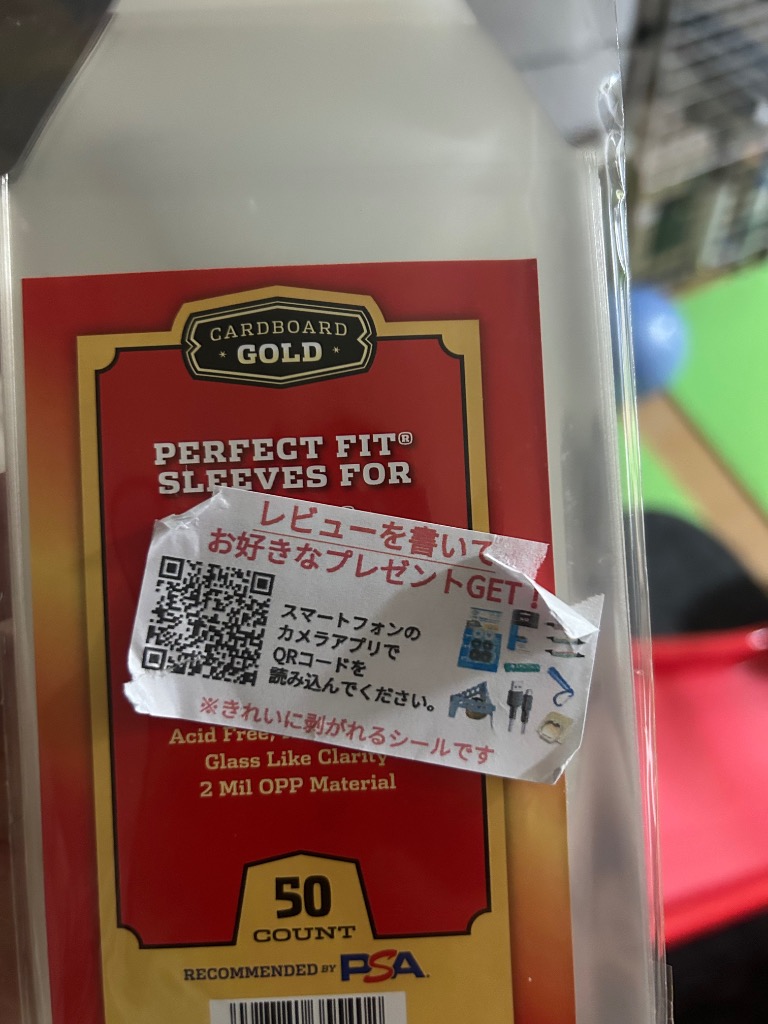 CARDBOARD
GOLD
PERFECT FIT®
SLEEVES FOR
レビューを書いて
お好きなプレゼントGET！
スマートフォンの
カメラアプリで
QRコードを
読み込んでください。
※きれいに剥がれるシールです
Acid Free,
Glass Like Clarity
2 Mil OPP Material
50
COUNT
RECOMMENDED BY PSA.